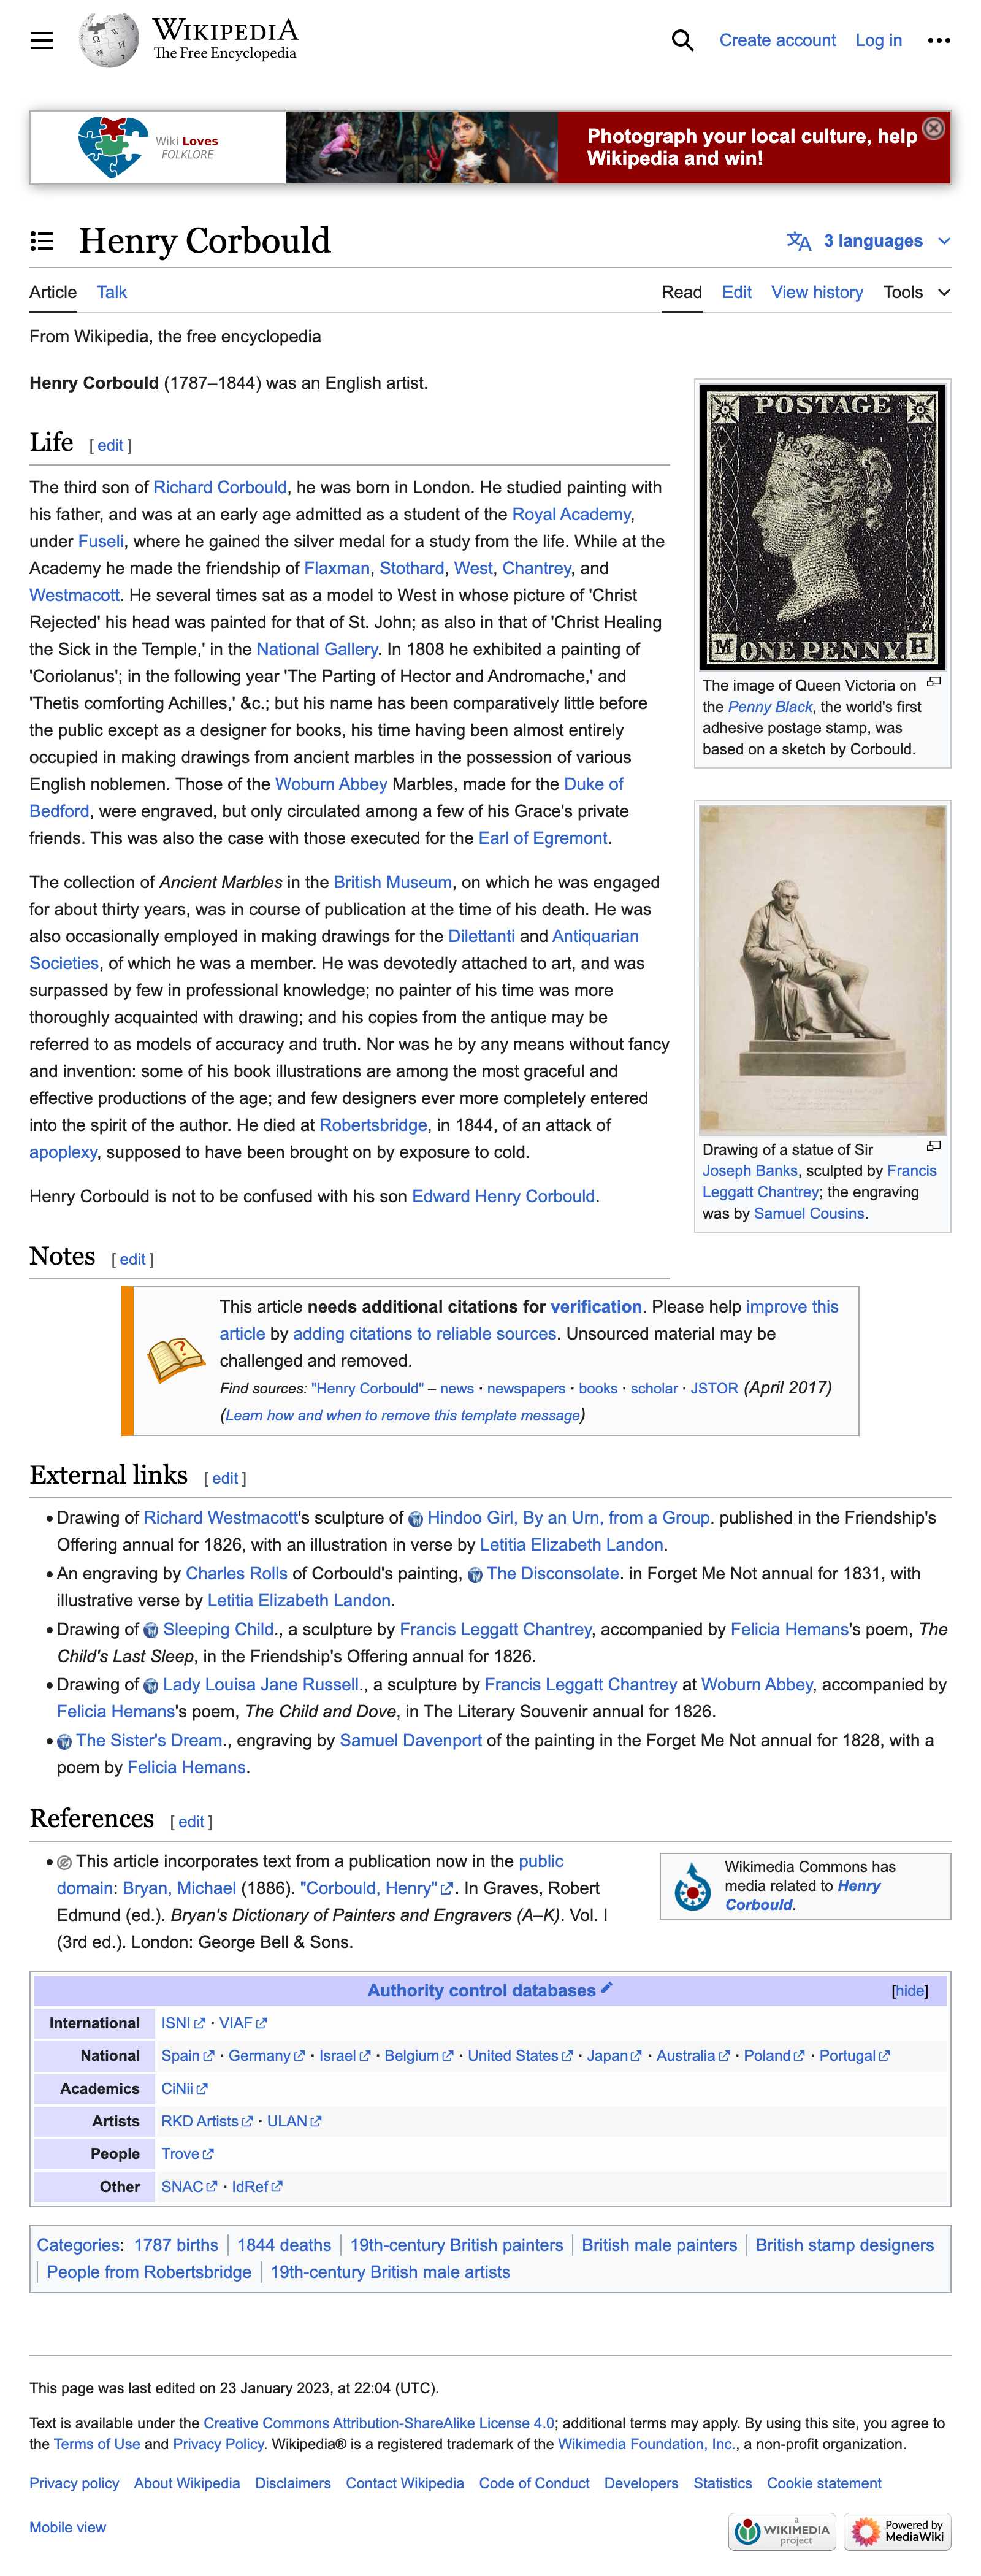 WIKIPEDIA
The Free Encyclopedia
Create account Log in
Wiki Loves
FOLKLORE
Photograph your local culture, help
Wikipedia and win!
Henry Corbould
3 languages
Article Talk Read Edit View history Tools
From Wikipedia, the free encyclopedia
Henry Corbould (1787–1844) was an English artist.
Life [ edit ]
The third son of Richard Corbould, he was born in London. He studied painting with
his father, and was at an early age admitted as a student of the Royal Academy,
under Fuseli, where he gained the silver medal for a study from the life. While at the
Academy he made the friendship of Flaxman, Stothard, West, Chantrey, and
Westmacott. He several times sat as a model to West in whose picture of 'Christ
Rejected' his head was painted for that of St. John; as also in that of 'Christ Healing
the Sick in the Temple,' in the National Gallery. In 1808 he exhibited a painting of
'Coriolanus'; in the following year 'The Parting of Hector and Andromache,' and
'Thetis comforting Achilles,' &c.; but his name has been comparatively little before
the public except as a designer for books, his time having been almost entirely
occupied in making drawings from ancient marbles in the possession of various
English noblemen. Those of the Woburn Abbey Marbles, made for the Duke of
Bedford, were engraved, but only circulated among a few of his Grace's private
friends. This was also the case with those executed for the Earl of Egremont.
The collection of Ancient Marbles in the British Museum, on which he was engaged
for about thirty years, was in course of publication at the time of his death. He was
also occasionally employed in making drawings for the Dilettanti and Antiquarian
Societies, of which he was a member. He was devotedly attached to art, and was
surpassed by few in professional knowledge; no painter of his time was more
thoroughly acquainted with drawing; and his copies from the antique may be
referred to as models of accuracy and truth. Nor was he by any means without fancy
and invention: some of his book illustrations are among the most graceful and
effective productions of the age; and few designers ever more completely entered
into the spirit of the author. He died at Robertsbridge, in 1844, of an attack of
apoplexy, supposed to have been brought on by exposure to cold.
Henry Corbould is not to be confused with his son Edward Henry Corbould.
POSTAGE
M ONE PENNY H
The image of Queen Victoria on
the Penny Black, the world's first
adhesive postage stamp, was
based on a sketch by Corbould.
Drawing of a statue of Sir
Joseph Banks, sculpted by Francis
Leggatt Chantrey; the engraving
was by Samuel Cousins.
Notes [ edit ]
This article needs additional citations for verification. Please help improve this
article by adding citations to reliable sources. Unsourced material may be
challenged and removed.
Find sources: "Henry Corbould" – news · newspapers · books · scholar · JSTOR (April 2017)
(Learn how and when to remove this template message)
External links [ edit ]
• Drawing of Richard Westmacott's sculpture of Hindoo Girl, By an Urn, from a Group. published in the Friendship's
Offering annual for 1826, with an illustration in verse by Letitia Elizabeth Landon.
• An engraving by Charles Rolls of Corbould's painting, The Disconsolate. in Forget Me Not annual for 1831, with
illustrative verse by Letitia Elizabeth Landon.
• Drawing of Sleeping Child., a sculpture by Francis Leggatt Chantrey, accompanied by Felicia Hemans's poem, The
Child's Last Sleep, in the Friendship's Offering annual for 1826.
• Drawing of Lady Louisa Jane Russell., a sculpture by Francis Leggatt Chantrey at Woburn Abbey, accompanied by
Felicia Hemans's poem, The Child and Dove, in The Literary Souvenir annual for 1826.
• The Sister's Dream., engraving by Samuel Davenport of the painting in the Forget Me Not annual for 1828, with a
poem by Felicia Hemans.
References [ edit ]
• This article incorporates text from a publication now in the public
domain: Bryan, Michael (1886). "Corbould, Henry". In Graves, Robert
Edmund (ed.). Bryan's Dictionary of Painters and Engravers (A–K). Vol. I
(3rd ed.). London: George Bell & Sons.
Wikimedia Commons has
media related to Henry
Corbould.
Authority control databases [hide]
International ISNI · VIAF
National Spain · Germany · Israel · Belgium · United States · Japan · Australia · Poland · Portugal
Academics CiNii
Artists RKD Artists · ULAN
People Trove
Other SNAC · IdRef
Categories: 1787 births | 1844 deaths | 19th-century British painters | British male painters | British stamp designers
| People from Robertsbridge | 19th-century British male artists
This page was last edited on 23 January 2023, at 22:04 (UTC).
Text is available under the Creative Commons Attribution-ShareAlike License 4.0; additional terms may apply. By using this site, you agree to
the Terms of Use and Privacy Policy. Wikipedia® is a registered trademark of the Wikimedia Foundation, Inc., a non-profit organization.
Privacy policy About Wikipedia Disclaimers Contact Wikipedia Code of Conduct Developers Statistics Cookie statement
Mobile view
a
WIKIMEDIA
project
Powered by
MediaWiki